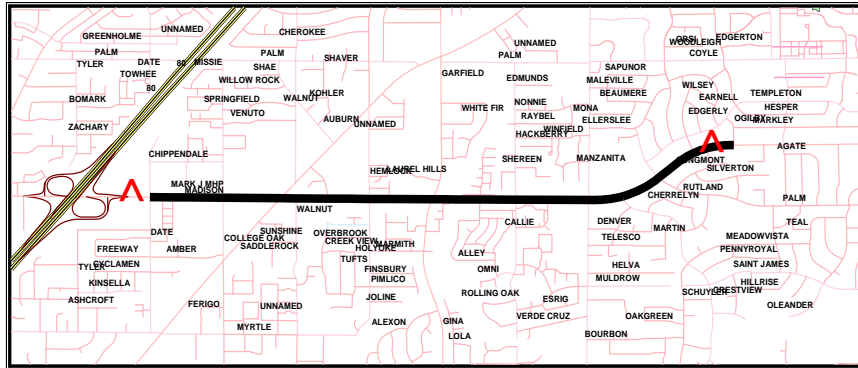 UNNAMED
CHEROKEE
GREENHOLME
EDGERTON
ORSI
WOODLEIGH
UNNAMED
PALM
PALM
COYLE
PALM
SHAVER
TYLER
DATE
80
MISSIE
SHAE
SAPUNOR
TOWHEE
GARFIELD
EDMUNDS
MALEVILLE
WILLOW ROCK
80
WILSEY
BEAUMERE
KOHLER
TEMPLETON
BOMARK
SPRINGFIELD
WALNUT
EARNELL
NONNIE
WHITE FIR
MONA
HESPER
VENUTO
EDGERLY
RAYBEL
AUBURN
ELLERSLEE
OGILBY
MARKLEY
UNNAMED
ZACHARY
WINFIELD
HACKBERRY
AGATE
CHIPPENDALE
SHEREEN
MANZANITA
SILVERTON
HEMLOCK
LAUREL HILLS
MARK J MHP
MADISON
RUTLAND
CHERRELYN
PALM
WALNUT
CALLIE
DENVER
TEAL
MARTIN
DATE
SUNSHINE
OVERBROOK
COLLEGE OAK
CREEK VIEW
TELESCO
MEADOWVISTA
SADDLEROCK
HOLYOKE
MARMITH
FREEWAY
AMBER
PENNYROYAL
ALLEY
TUFTS
CYCLAMEN
TYLER
FINSBURY
OMNI
HELVA
SAINT JAMES
PIMLICO
MULDROW
KINSELLA
HILLRISE
CRESTVIEW
SCHUYLER
ROLLING OAK
JOLINE
ESRIG
ASHCROFT
FERIGO
UNNAMED
OLEANDER
VERDE CRUZ
OAKGREEN
ALEXON
GINA
MYRTLE
LOLA
BOURBON